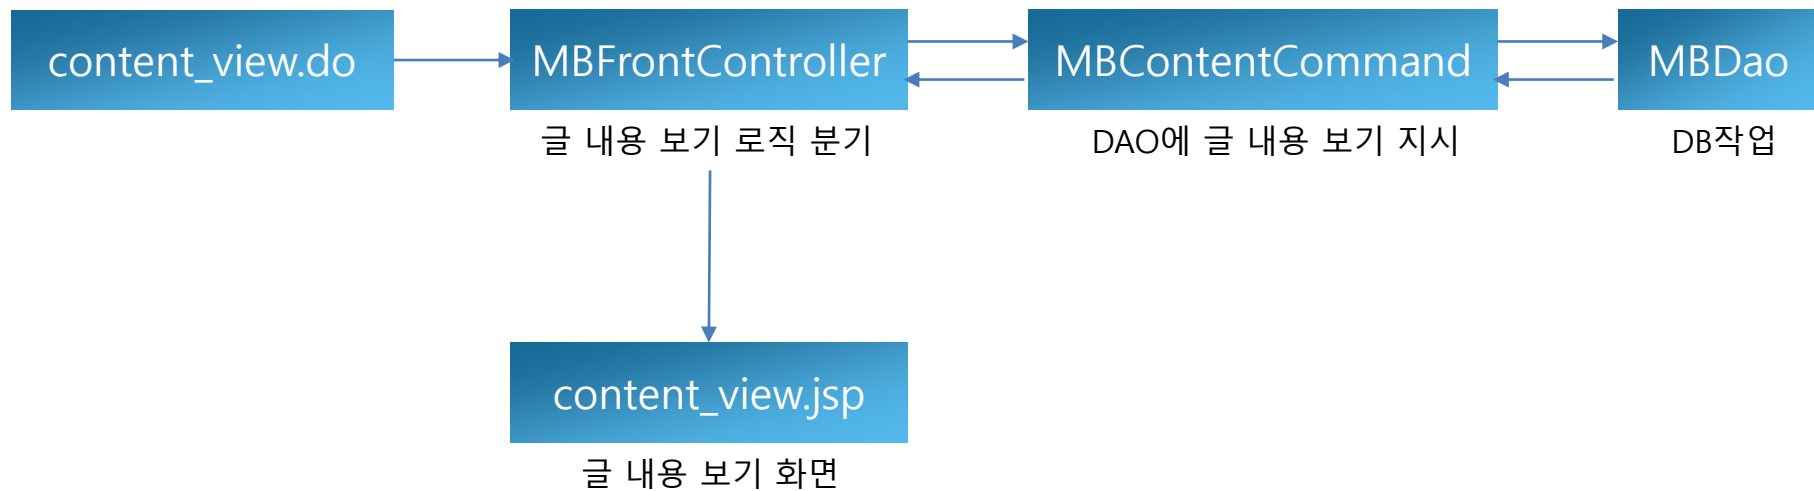 content_view.do
MBFrontController
MBContentCommand
MBDao
글 내용 보기 로직 분기
DAO에 글 내용 보기 지시
DB작업
content_view.jsp
글 내용 보기 화면